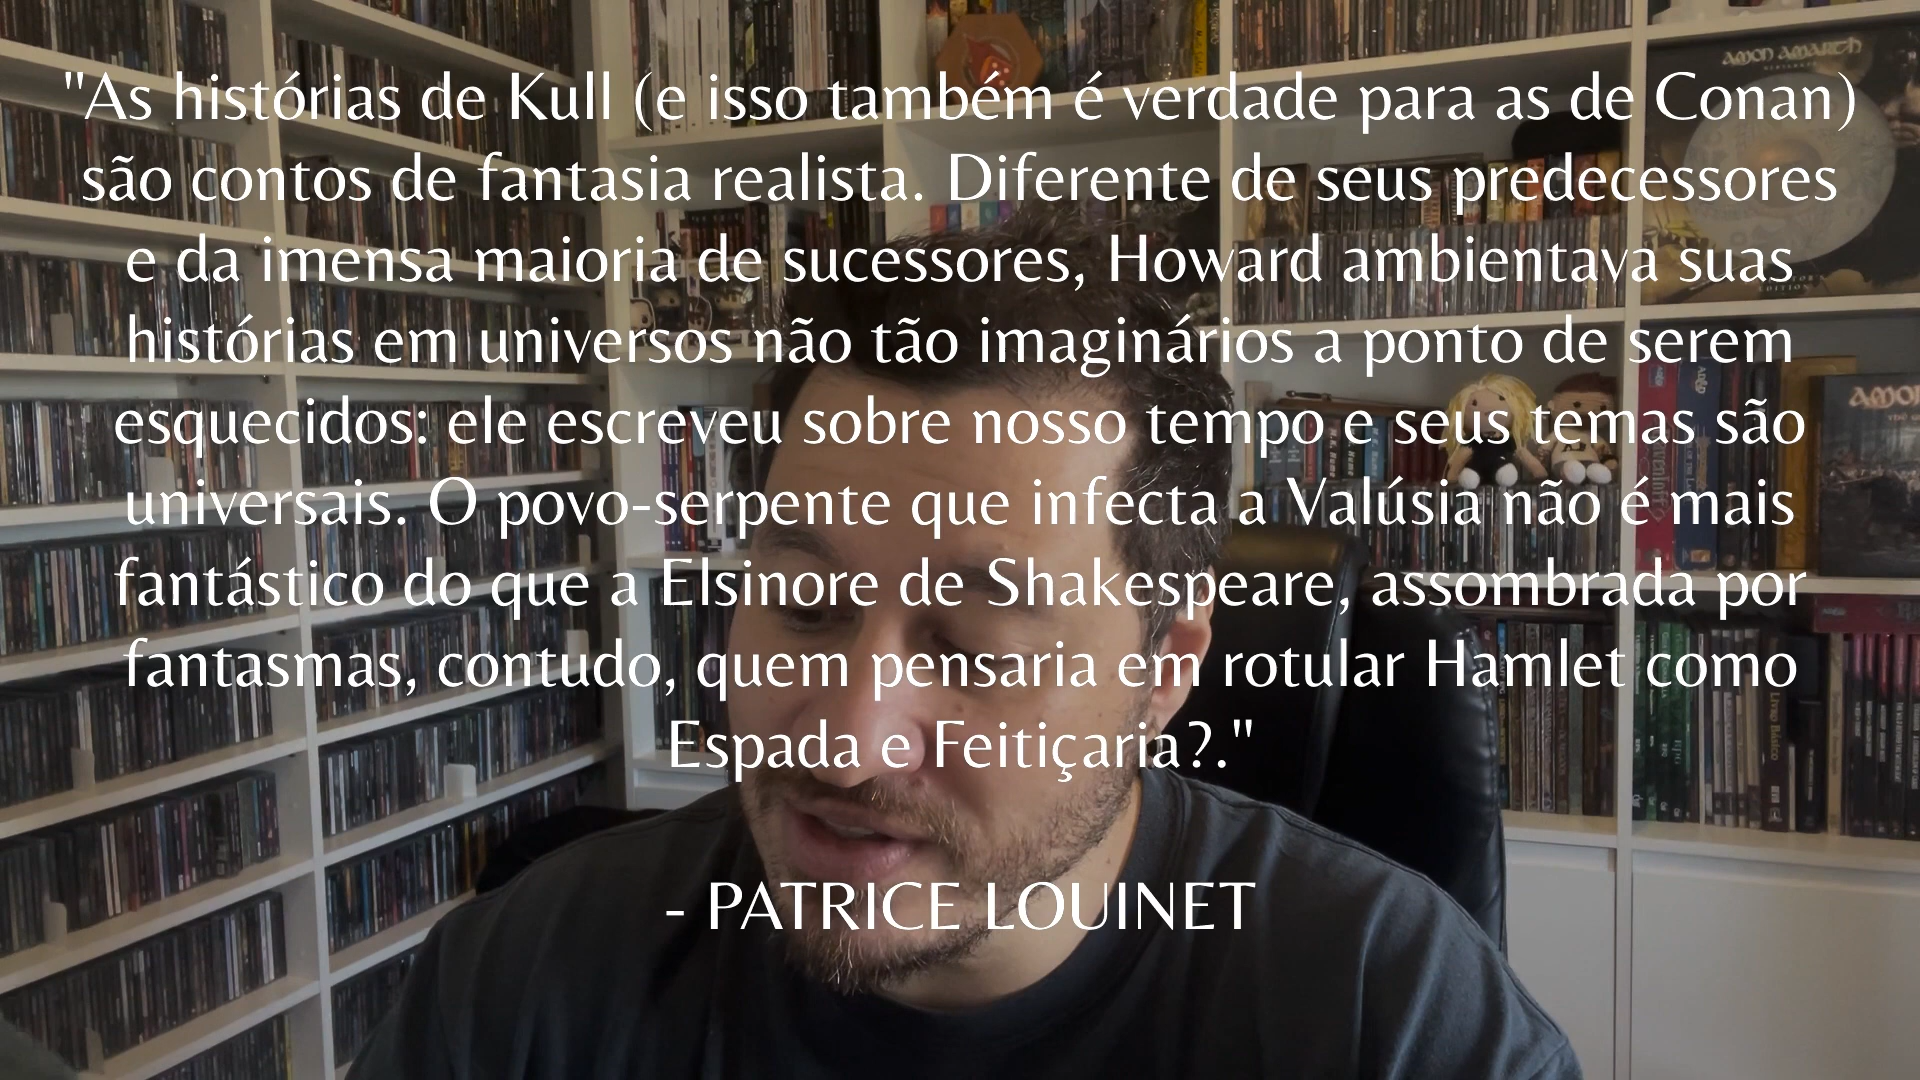 "As histórias de Kull (e isso também é verdade para as de Conan)
são contos de fantasia realista. Diferente de seus predecessores
e da imensa maioria de sucessores, Howard ambientava suas
histórias em universos não tão imaginários a ponto de serem
esquecidos: ele escreveu sobre nosso tempo e seus temas são
universais. O povo-serpente que infecta a Valúsia não é mais
fantástico do que a Elsinore de Shakespeare, assombrada por
fantasmas, contudo, quem pensaria em rotular Hamlet como
Espada e Feitiçaria?."
- PATRICE LOUINET
AMON AMARTH